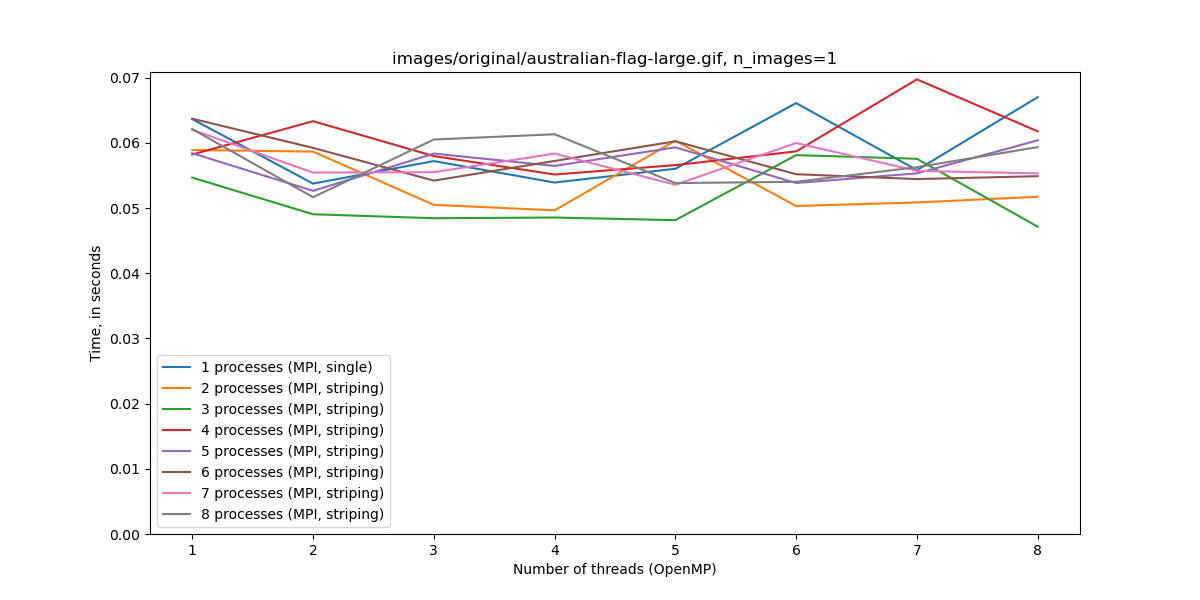 images/original/australian-flag-large.gif, n_images=1
0.07
0.06
0.05
0.04
0.03
0.02
0.01
0.00
Time, in seconds
1 processes (MPI, single)
2 processes (MPI, striping)
3 processes (MPI, striping)
4 processes (MPI, striping)
5 processes (MPI, striping)
6 processes (MPI, striping)
7 processes (MPI, striping)
8 processes (MPI, striping)
1 2 3 4 5 6 7 8
Number of threads (OpenMP)